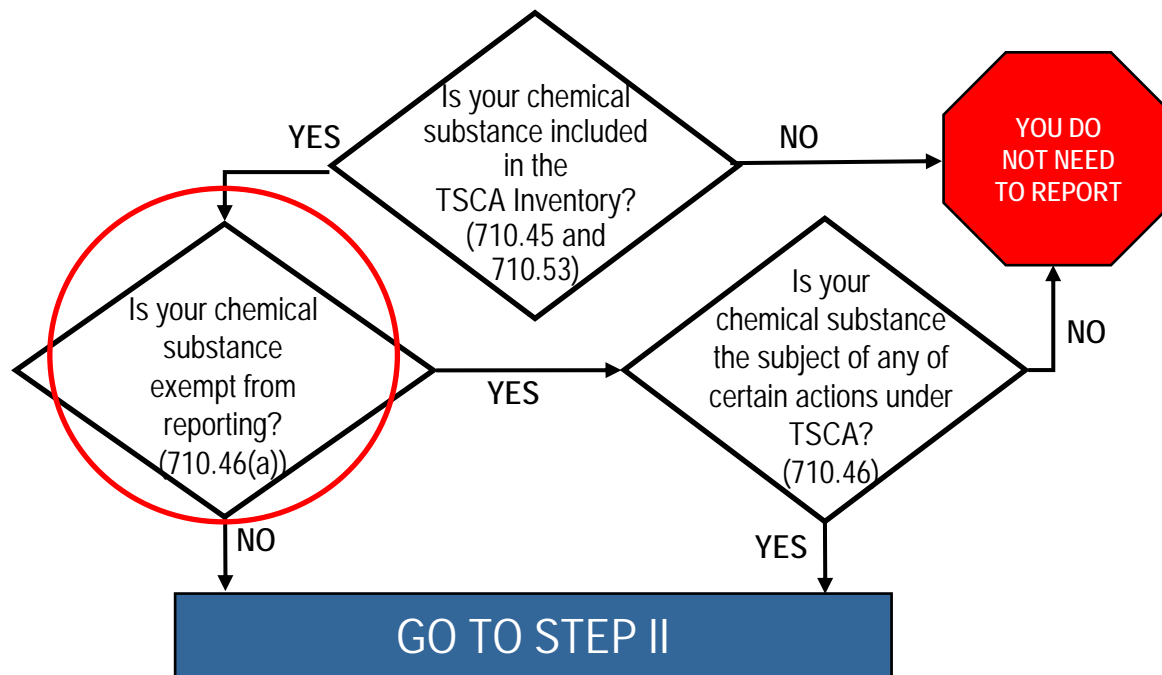 Is your chemical
substance included
in the
TSCA Inventory?
(710.45 and
710.53)
YES
NO
YOU DO
NOT NEED
TO REPORT
Is your chemical
substance
exempt from
reporting?
(710.46(a))
YES
NO
Is your
chemical substance
the subject of any of
certain actions under
TSCA?
(710.46)
NO
YES
GO TO STEP II